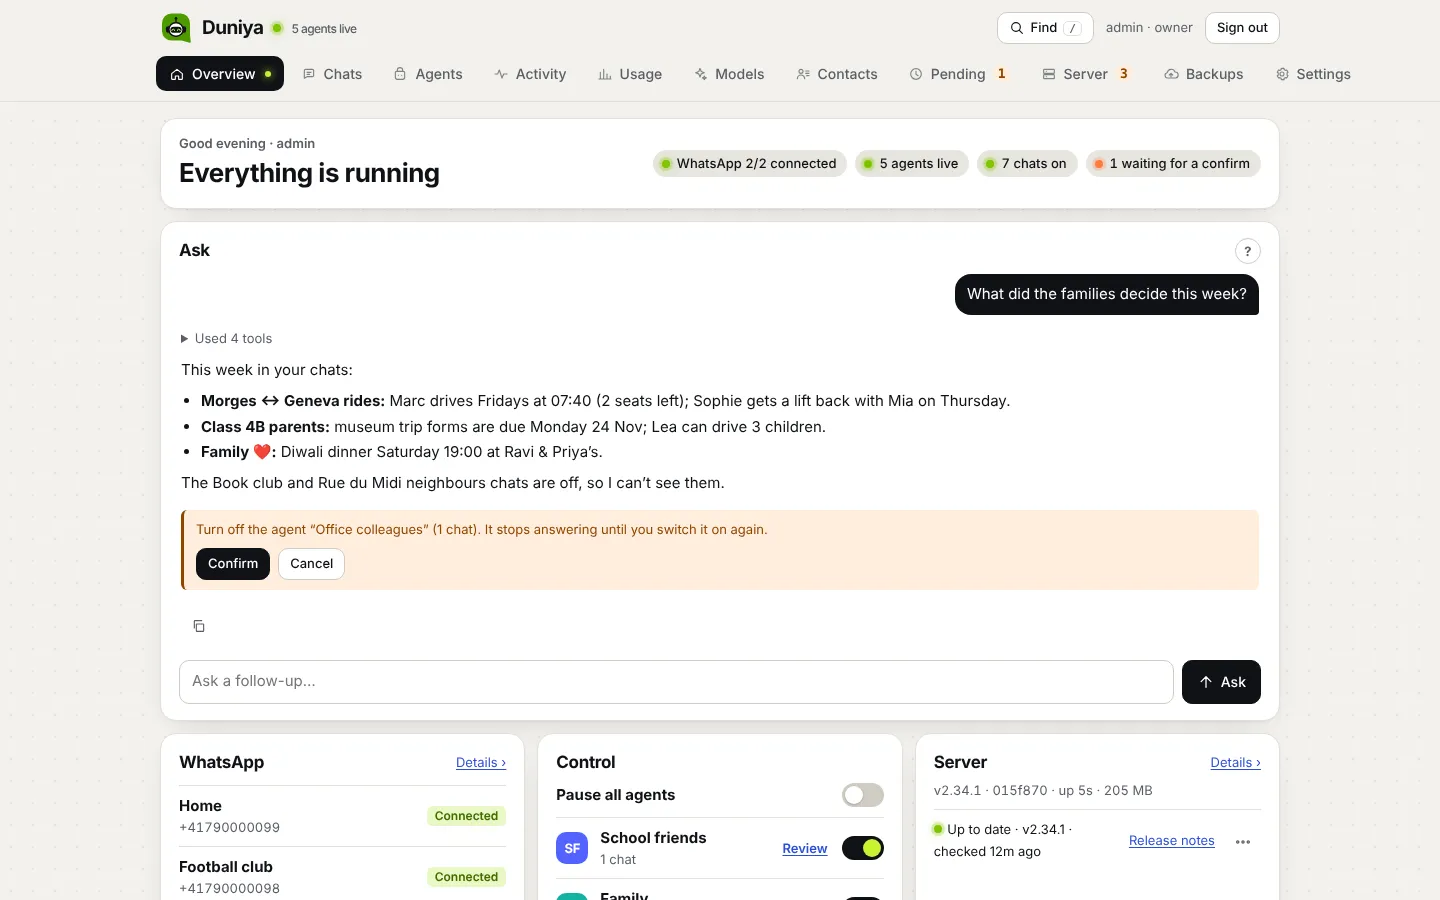 Duniya
5 agents live
Find /
admin · owner
Sign out
Overview
Chats
Agents
Activity
Usage
Models
Contacts
Pending 1
Server 3
Backups
Settings
Good evening · admin
Everything is running
WhatsApp 2/2 connected
5 agents live
7 chats on
1 waiting for a confirm
Ask
?
What did the families decide this week?
Used 4 tools
This week in your chats:
• Morges ↔ Geneva rides: Marc drives Fridays at 07:40 (2 seats left); Sophie gets a lift back with Mia on Thursday.
• Class 4B parents: museum trip forms are due Monday 24 Nov; Lea can drive 3 children.
• Family ❤️: Diwali dinner Saturday 19:00 at Ravi & Priya’s.
The Book club and Rue du Midi neighbours chats are off, so I can’t see them.
Turn off the agent “Office colleagues” (1 chat). It stops answering until you switch it on again.
Confirm
Cancel
Ask a follow-up...
Ask
WhatsApp
Details ›
Home
+41790000099
Connected
Football club
+41790000098
Connected
Control
Pause all agents
SF
School friends
1 chat
Review
Family
Server
Details ›
v2.34.1 · 015f870 · up 5s · 205 MB
Up to date · v2.34.1 ·
checked 12m ago
Release notes